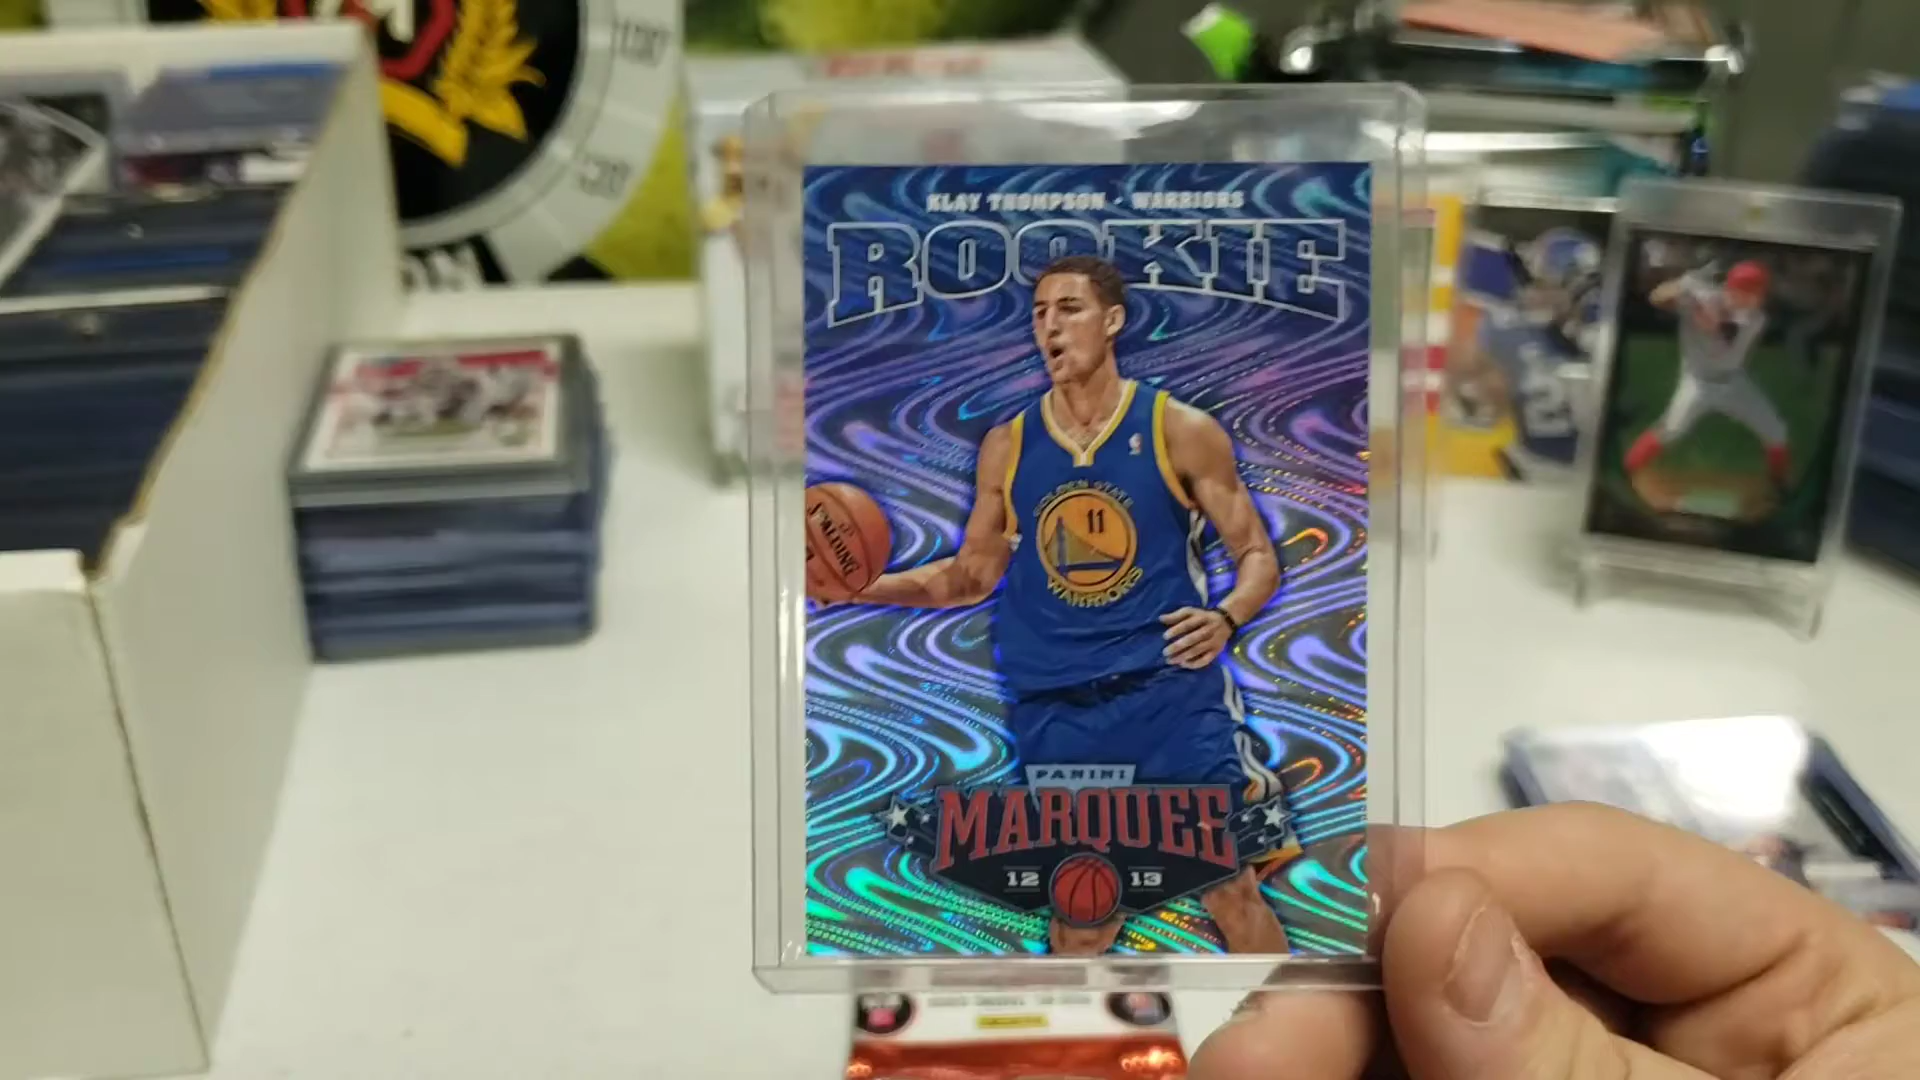 KLAY THOMPSON · WARRIORS
ROOKIE
GOLDEN STATE
11
WARRIORS
SPALDING
PANINI
MARQUEE
12 13